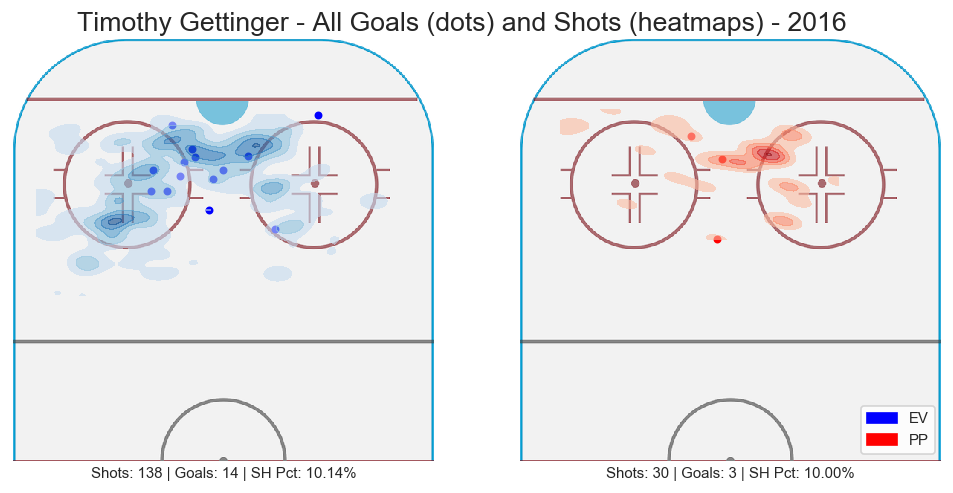 Timothy Gettinger - All Goals (dots) and Shots (heatmaps) - 2016
EV
PP
Shots: 138 | Goals: 14 | SH Pct: 10.14%
Shots: 30 | Goals: 3 | SH Pct: 10.00%